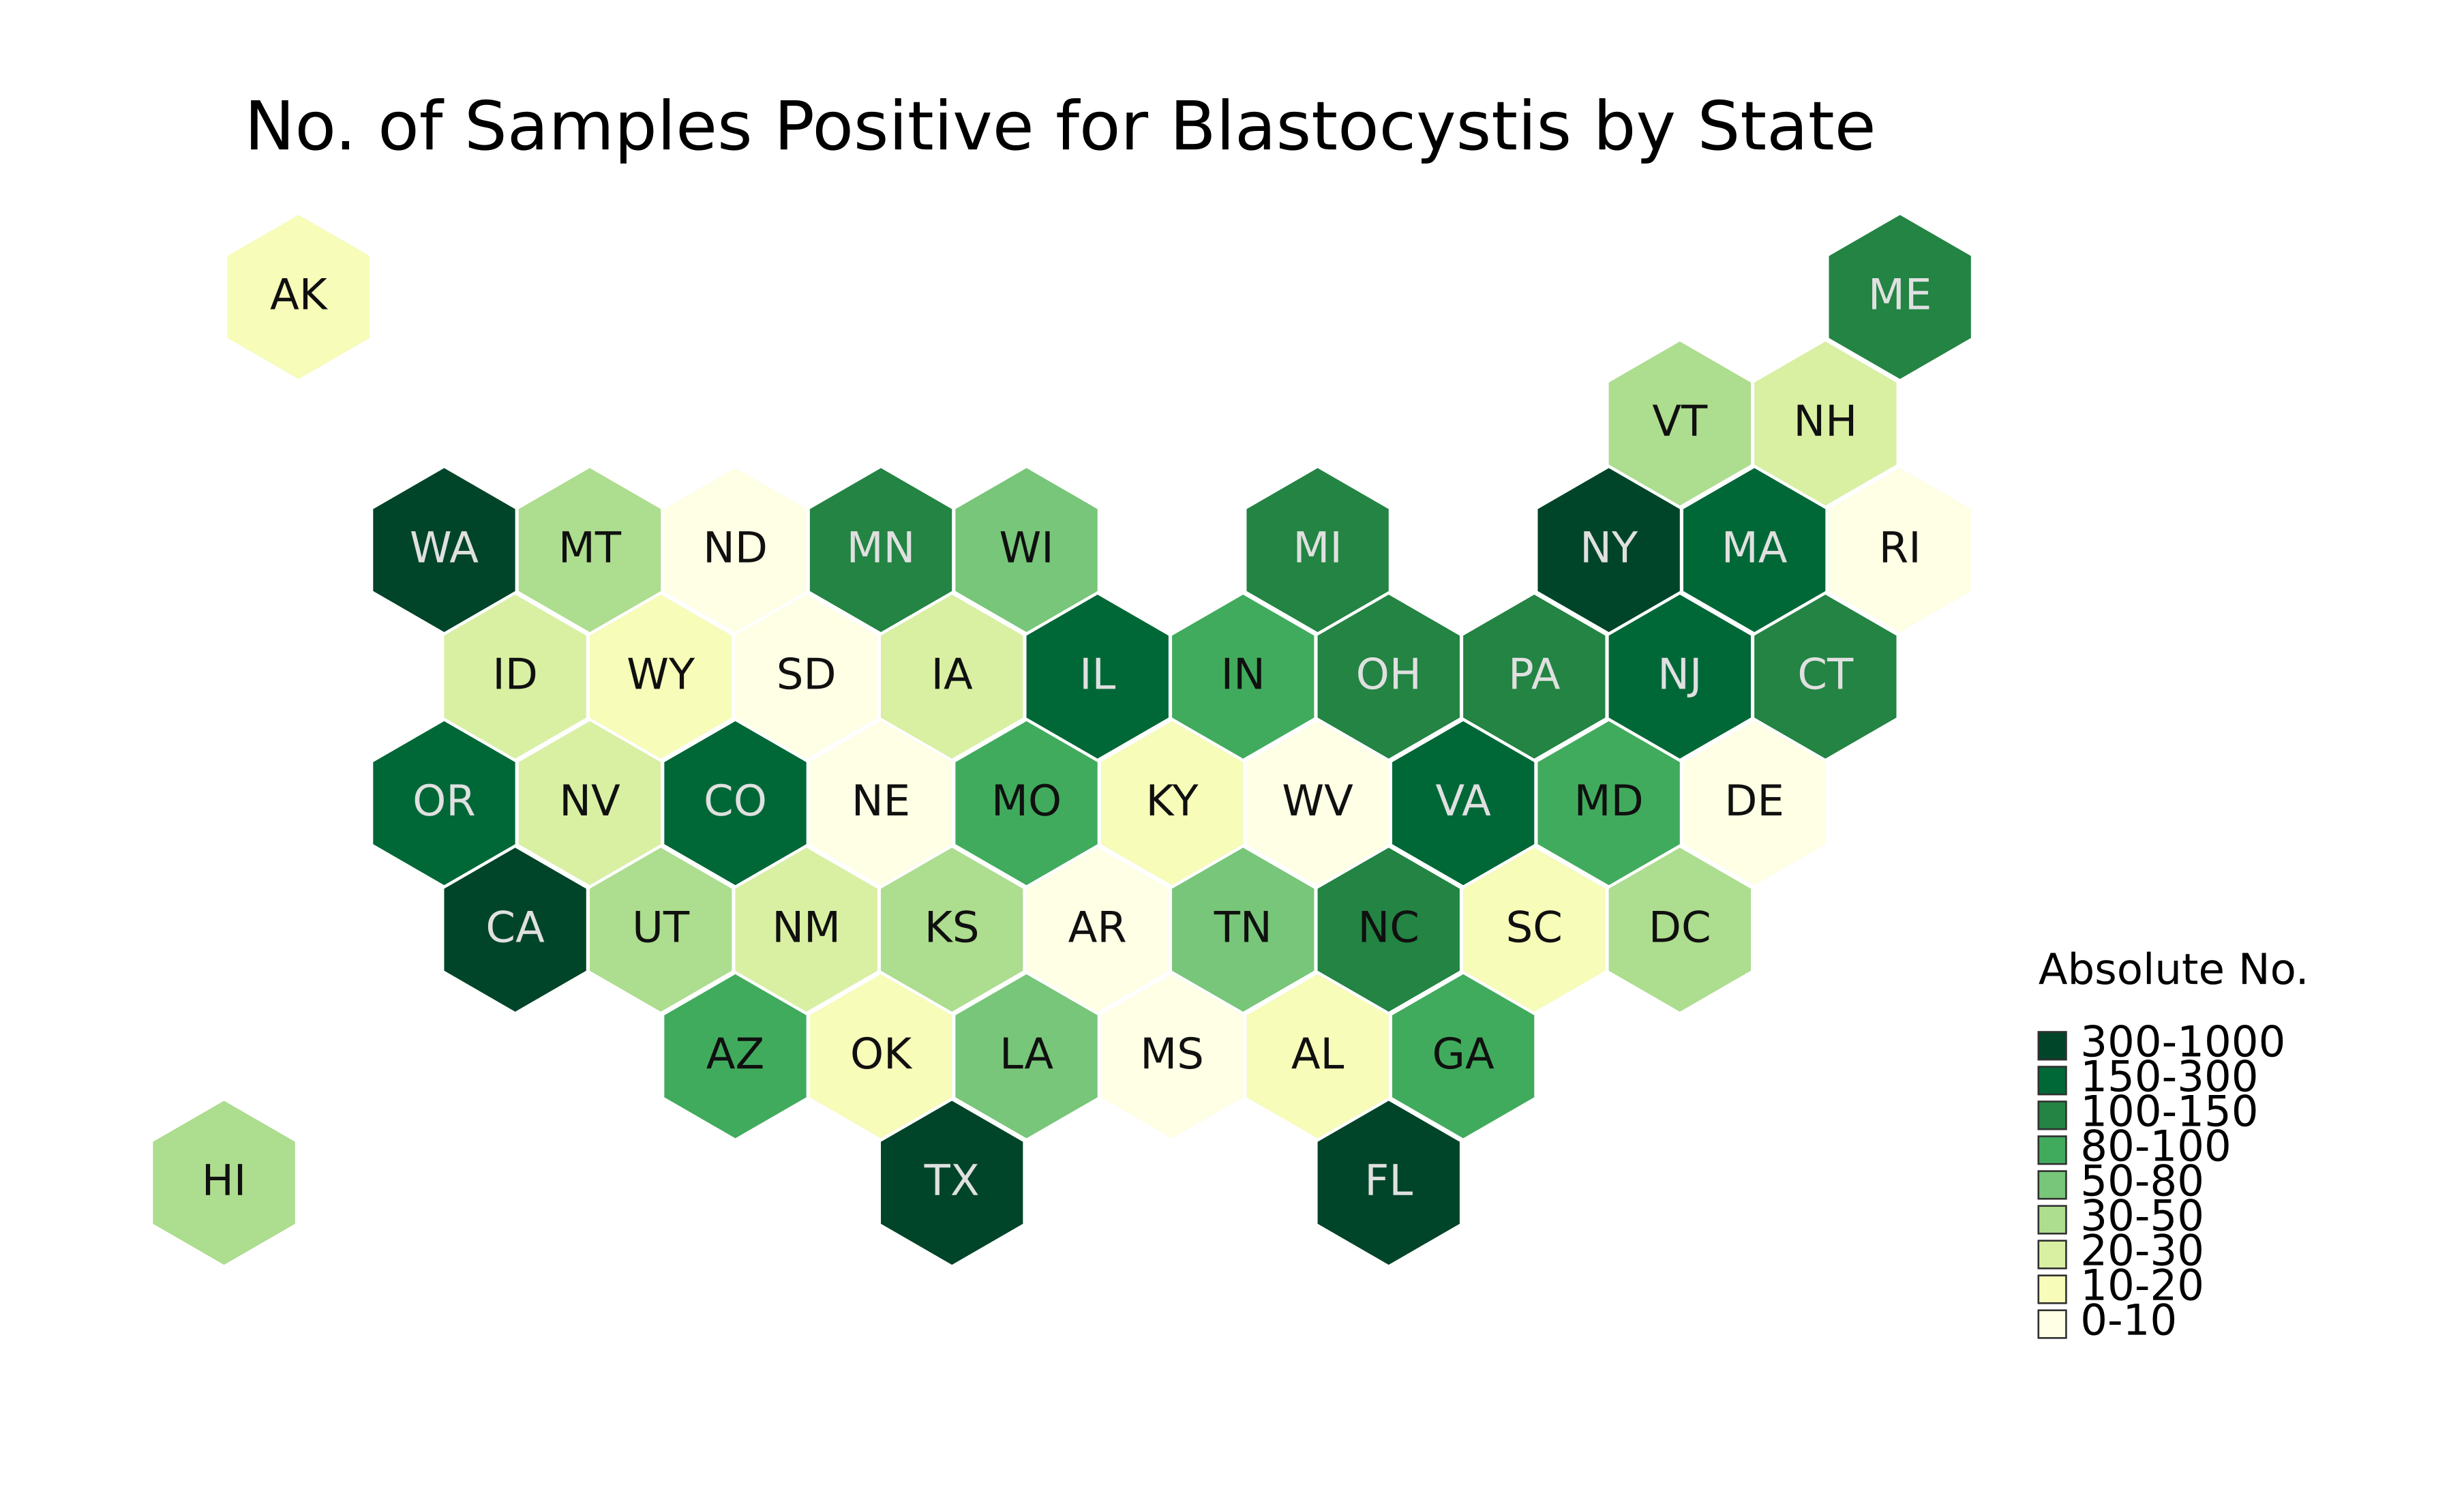 No. of Samples Positive for Blastocystis by State
AK
ME
VT NH
WA MT ND MN WI MI NY MA RI
ID WY SD IA IL IN OH PA NJ CT
OR NV CO NE MO KY WV VA MD DE
CA UT NM KS AR TN NC SC DC
AZ OK LA MS AL GA
HI TX FL
Absolute No.
300-1000
150-300
100-150
80-100
50-80
30-50
20-30
10-20
0-10